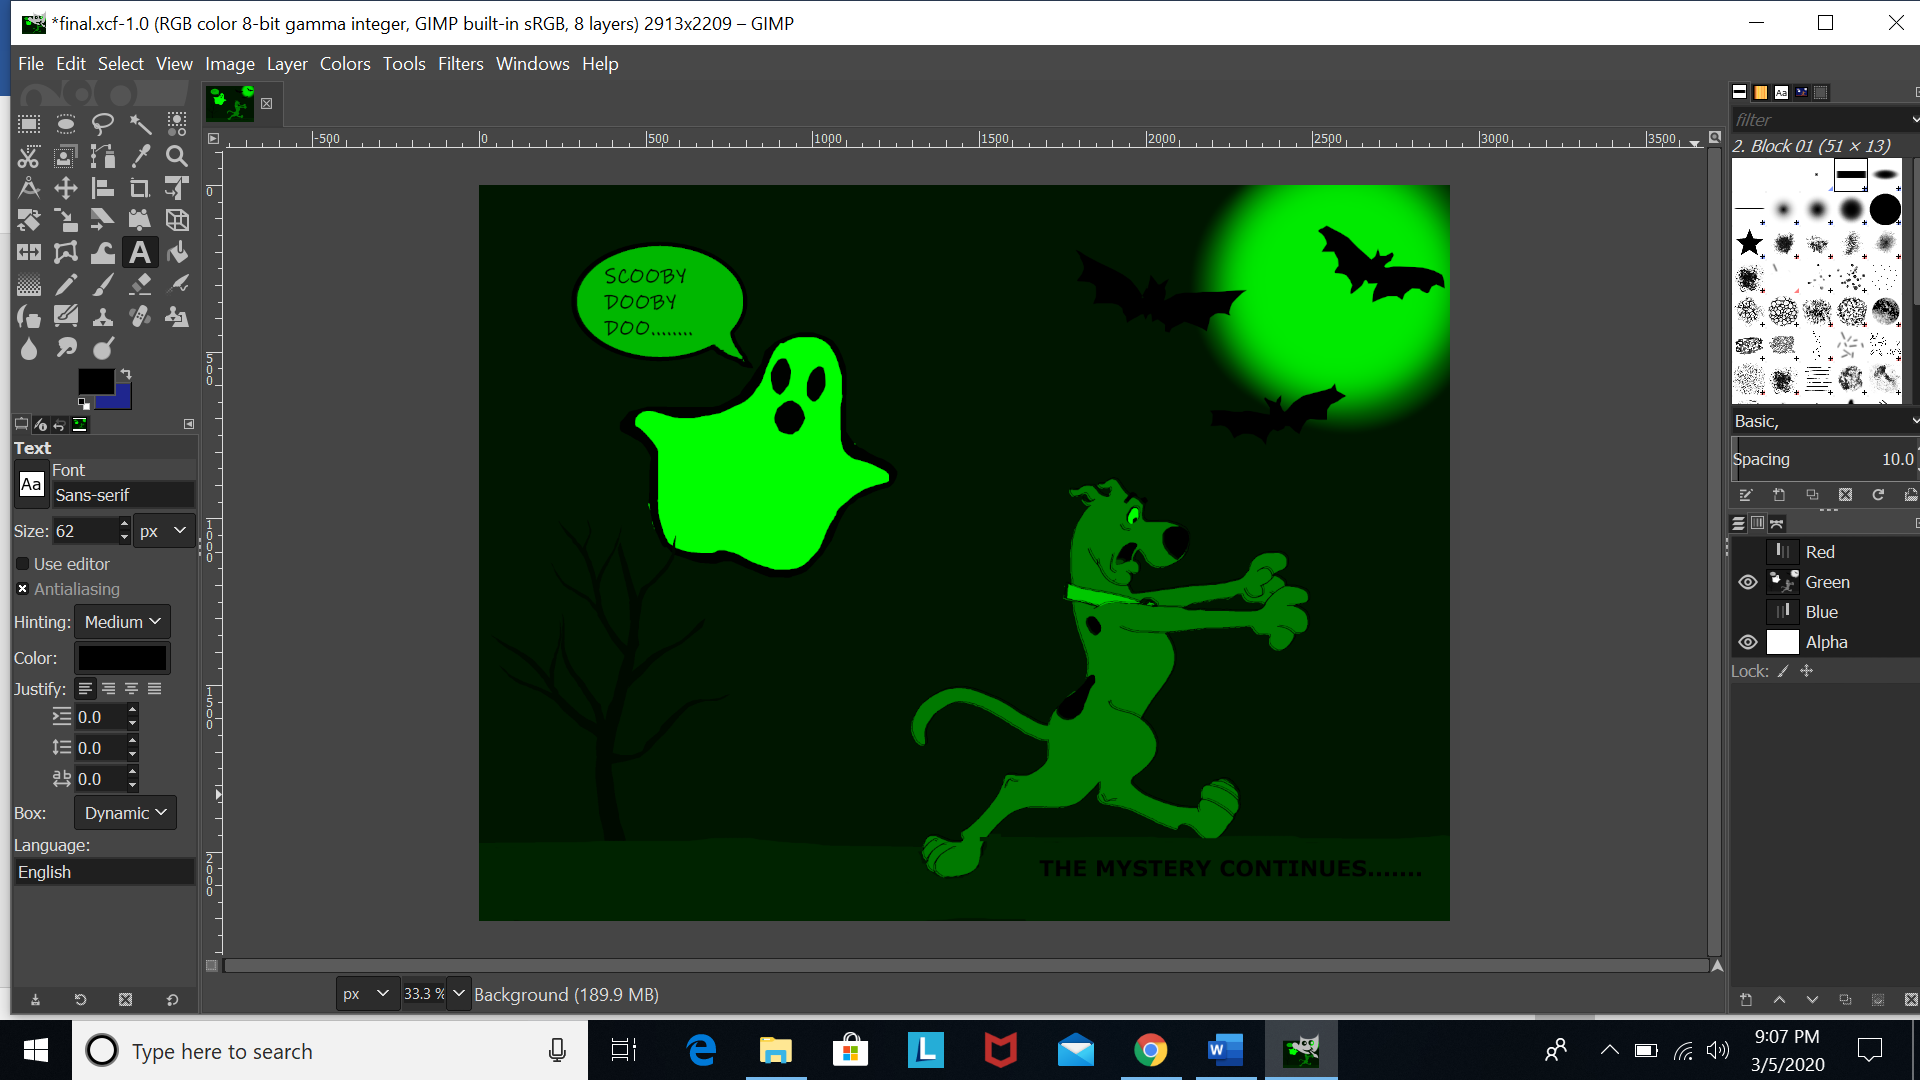 *final.xcf-1.0 (RGB color 8-bit gamma integer, GIMP built-in sRGB, 8 layers) 2913x2209 – GIMP
File Edit Select View Image Layer Colors Tools Filters Windows Help
-500 0 500 1000 1500 2000 2500 3000 3500
filter
2. Block 01 (51 × 13)
0
500
1000
1500
2000
SCOOBY
DOOBY
DOO........
THE MYSTERY CONTINUES.......
Text
Font
Aa
Sans-serif
Size: 62 px
Use editor
Antialiasing
Hinting: Medium
Color:
Justify:
0.0
0.0
0.0
Box: Dynamic
Language:
English
Basic,
Spacing 10.0
Red
Green
Blue
Alpha
Lock:
px 33.3 % Background (189.9 MB)
Type here to search
9:07 PM
3/5/2020